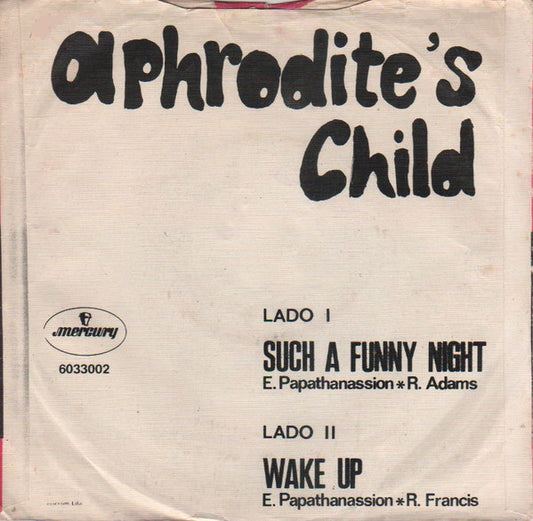 aphrodite's
Child
LADO I
SUCH A FUNNY NIGHT
E. Papathanassion * R. Adams
mercury
6033002
LADO II
WAKE UP
E. Papathanassion * R. Francis